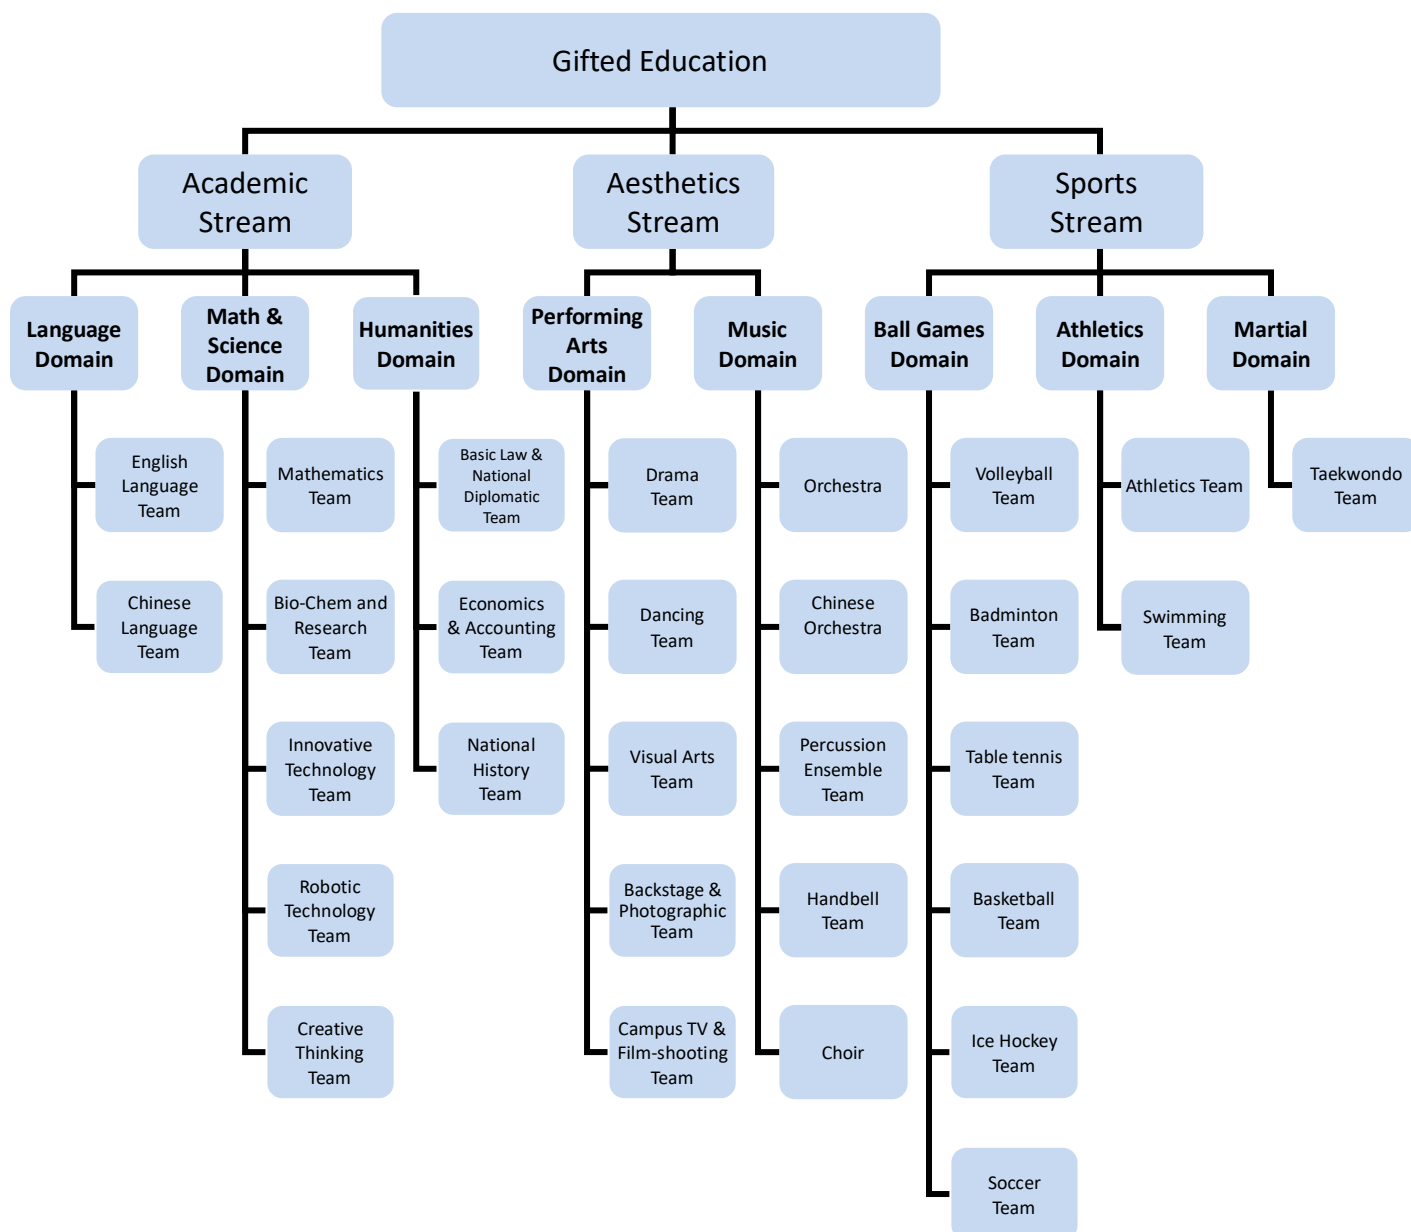 Gifted Education
Academic
Stream
Aesthetics
Stream
Sports
Stream
Language
Domain
Math &
Science
Domain
Humanities
Domain
Performing
Arts
Domain
Music
Domain
Ball Games
Domain
Athletics
Domain
Martial
Domain
English
Language
Team
Mathematics
Team
Basic Law &
National
Diplomatic
Team
Drama
Team
Orchestra
Volleyball
Team
Athletics Team
Taekwondo
Team
Chinese
Language
Team
Bio-Chem and
Research
Team
Economics
& Accounting
Team
Dancing
Team
Chinese
Orchestra
Badminton
Team
Swimming
Team
Innovative
Technology
Team
National
History
Team
Visual Arts
Team
Percussion
Ensemble
Team
Table tennis
Team
Robotic
Technology
Team
Backstage &
Photographic
Team
Handbell
Team
Basketball
Team
Creative
Thinking
Team
Campus TV &
Film-shooting
Team
Choir
Ice Hockey
Team
Soccer
Team